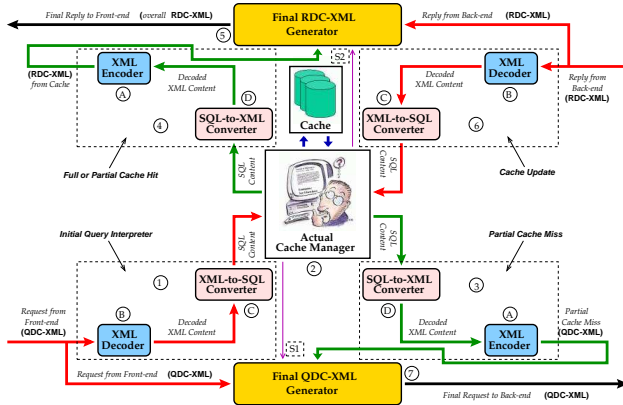 Final Reply to Front-end (overall RDC-XML)
5
Final RDC-XML
Generator
Reply from Back-end (RDC-XML)
S2
XML
Encoder
(RDC-XML)
from Cache
A
Decoded
XML Content
D
SQL-to-XML
Converter
4
Cache
Decoded
XML Content
XML
Decoder
B
Reply from
Back-end
(RDC-XML)
C
XML-to-SQL
Converter
6
Full or Partial Cache Hit
SQL
Content
SQL
Content
Cache Update
Actual
Cache Manager
2
Initial Query Interpreter
SQL
Content
SQL
Content
Partial Cache Miss
1
XML-to-SQL
Converter
C
SQL-to-XML
Converter
D
3
Request from
Front-end
(QDC-XML)
B
XML
Decoder
Decoded
XML Content
S1
Decoded
XML Content
A
XML
Encoder
Partial
Cache Miss
(QDC-XML)
Request from Front-end (QDC-XML)
Final QDC-XML
Generator
7
Final Request to Back-end (QDC-XML)